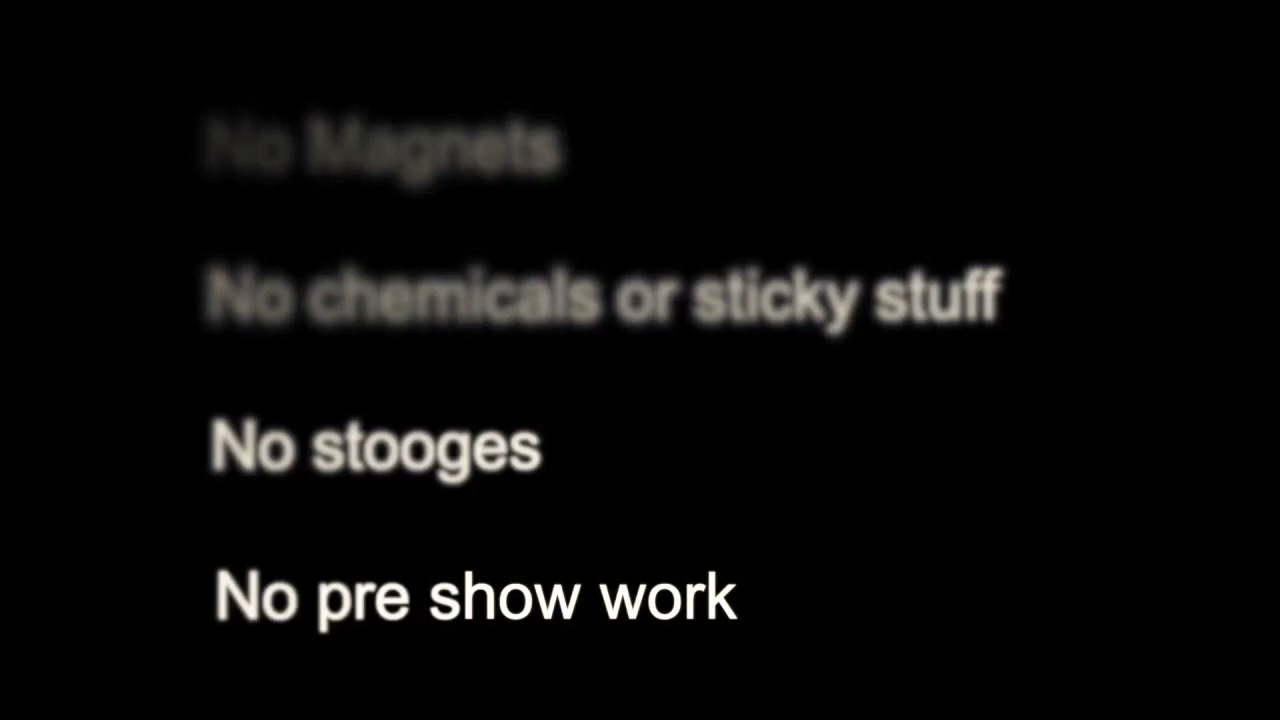 No Magnets
No chemicals or sticky stuff
No stooges
No pre show work